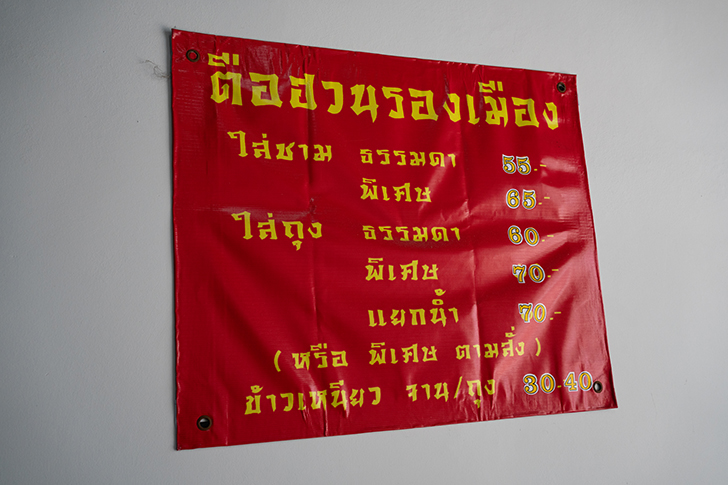 ตือฮวนรองเมือง
ใส่ชาม ธรรมดา 55.-
พิเศษ 65.-
ใส่ถุง ธรรมดา 60.-
พิเศษ 70.-
แยกน้ำ 70.-
( หรือ พิเศษ ตามสั่ง )
ข้าวเหนียว จาน/ถุง 30-40